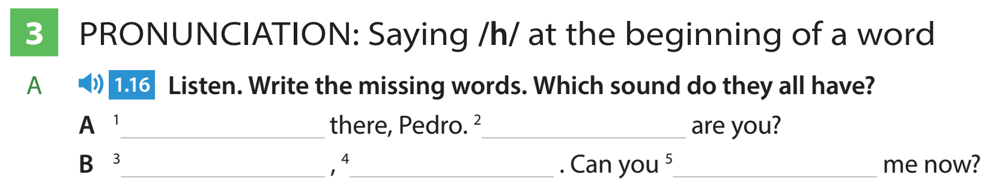 3 PRONUNCIATION: Saying /h/ at the beginning of a word
A 1.16 Listen. Write the missing words. Which sound do they all have?
A 1 there, Pedro. 2 are you?
B 3 , 4 . Can you 5 me now?